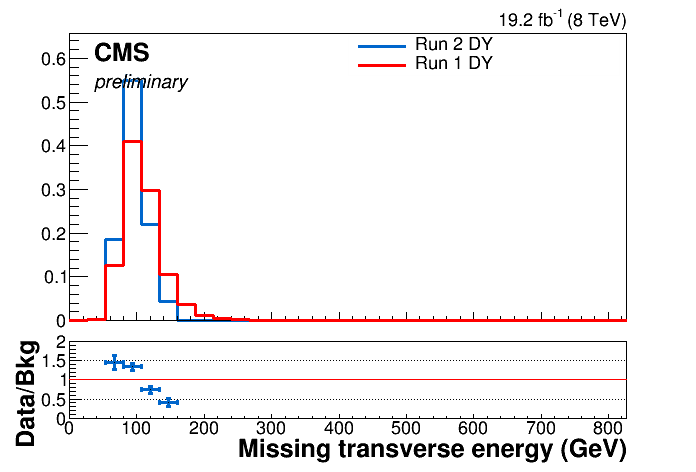 19.2 fb-1 (8 TeV)
CMS
preliminary
Run 2 DY
Run 1 DY
0.6
0.5
0.4
0.3
0.2
0.1
0
2
1.5
1
0.5
0
Data/Bkg
0 100 200 300 400 500 600 700 800
Missing transverse energy (GeV)